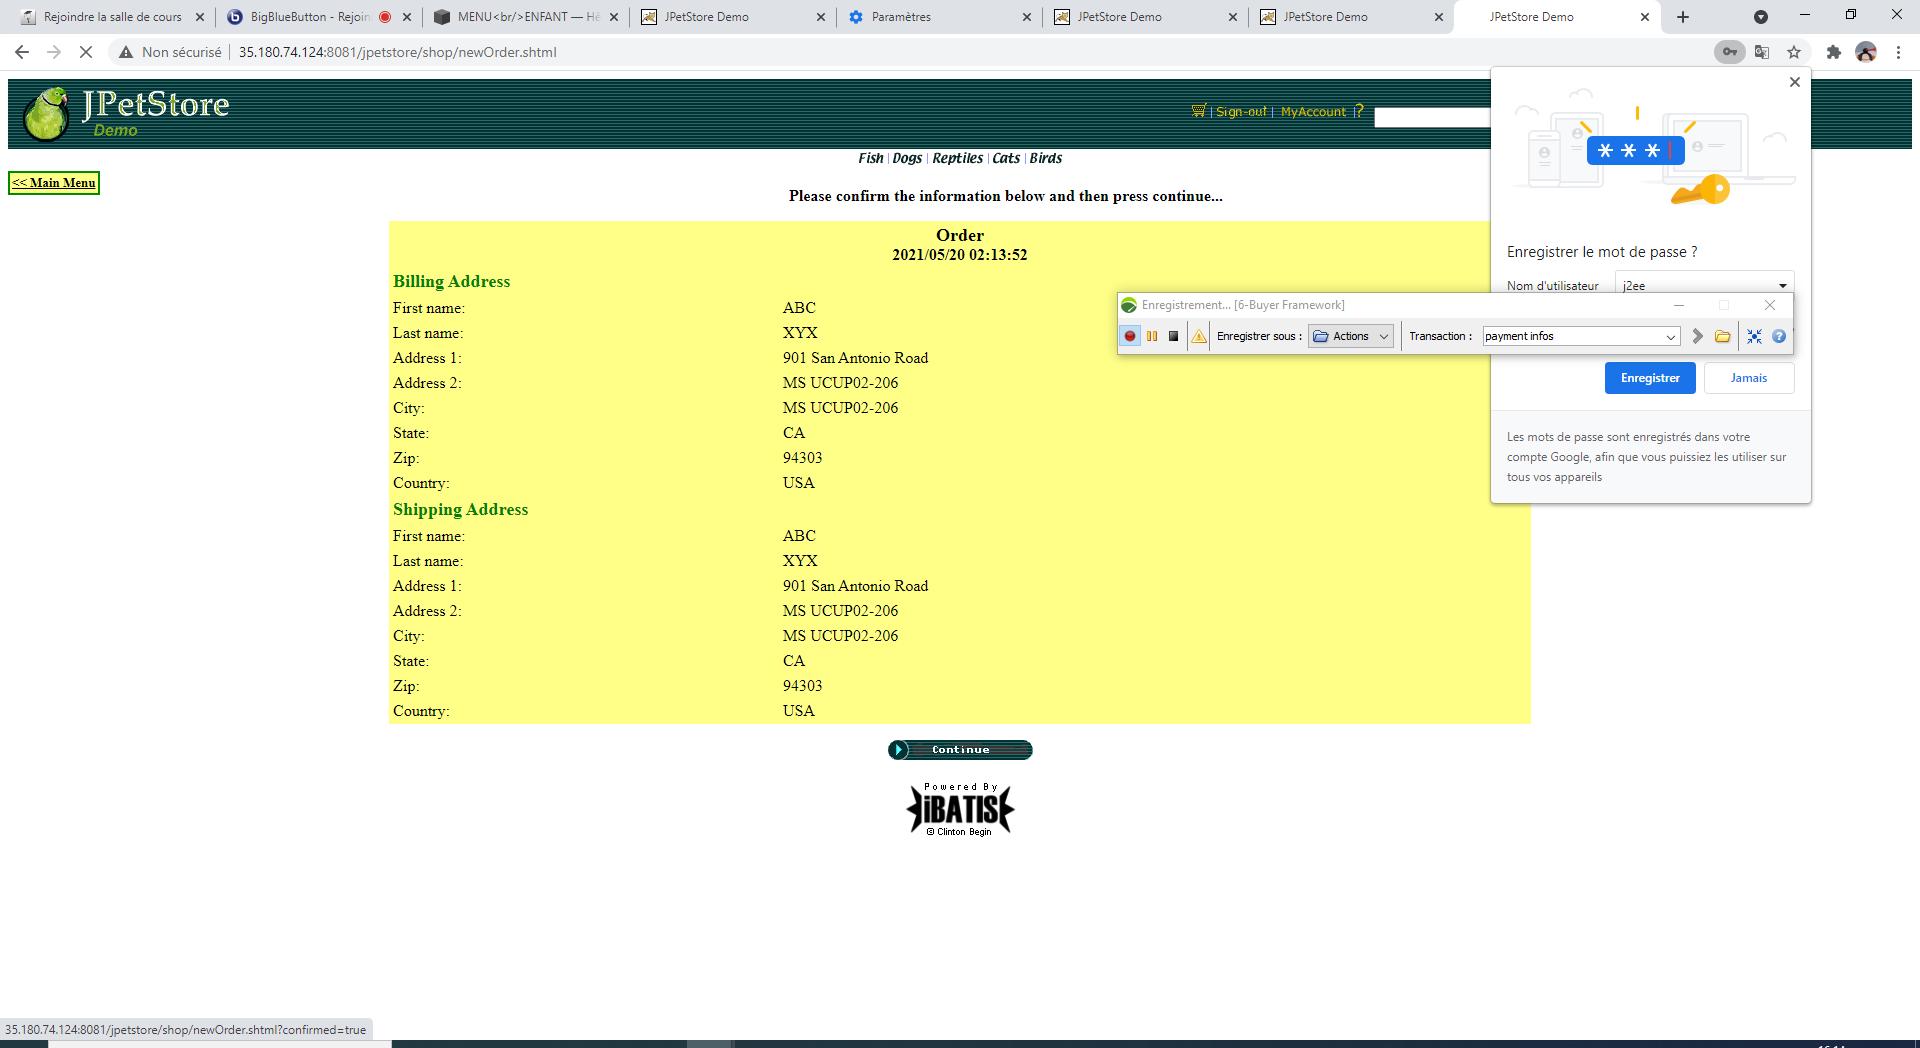 Rejoindre la salle de cours
BigBlueButton - Rejoin
MENU<br/>ENFANT — Hé
JPetStore Demo
Paramètres
JPetStore Demo
JPetStore Demo
JPetStore Demo
Non sécurisé
35.180.74.124:8081/jpetstore/shop/newOrder.shtml
JPetStore
Demo
| Sign-out | MyAccount | ?
Fish | Dogs | Reptiles | Cats | Birds
<< Main Menu
Please confirm the information below and then press continue...
Order
2021/05/20 02:13:52
Billing Address
First name: ABC
Last name: XYX
Address 1: 901 San Antonio Road
Address 2: MS UCUP02-206
City: MS UCUP02-206
State: CA
Zip: 94303
Country: USA
Shipping Address
First name: ABC
Last name: XYX
Address 1: 901 San Antonio Road
Address 2: MS UCUP02-206
City: MS UCUP02-206
State: CA
Zip: 94303
Country: USA
Continue
Powered By
iBATIS
© Clinton Begin
* * *
Enregistrer le mot de passe ?
Nom d'utilisateur j2ee
Enregistrement... [6-Buyer Framework]
Enregistrer sous : Actions Transaction : payment infos
Enregistrer
Jamais
Les mots de passe sont enregistrés dans votre
compte Google, afin que vous puissiez les utiliser sur
tous vos appareils
35.180.74.124:8081/jpetstore/shop/newOrder.shtml?confirmed=true